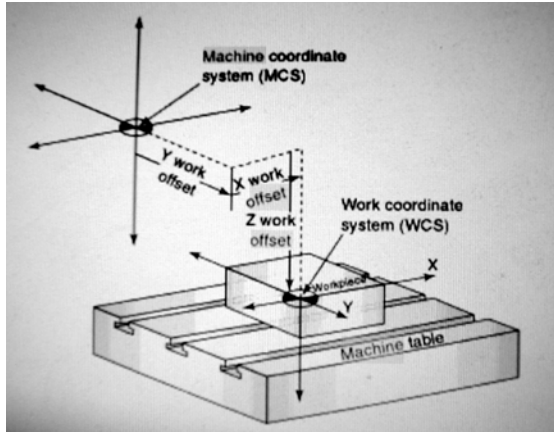 Machine coordinate
system (MCS)
Y work
offset
X work
offset
Z work
offset
Work coordinate
system (WCS)
X
Workpiece
Y
Machine table